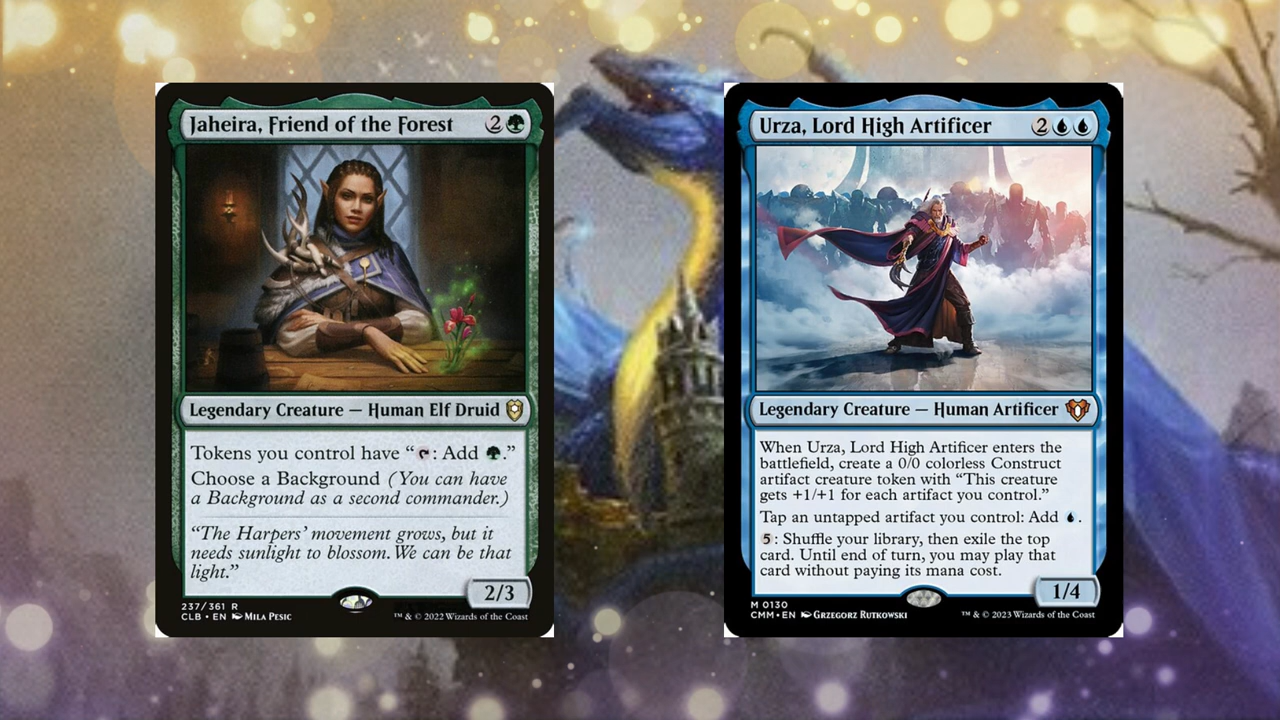 Jaheira, Friend of the Forest 2
Legendary Creature — Human Elf Druid
Tokens you control have “: Add .”
Choose a Background (You can have
a Background as a second commander.)
“The Harpers’ movement grows, but it
needs sunlight to blossom. We can be that
light.”
2/3
237/361 R
CLB • EN Mila Pesic
™ & © 2022 Wizards of the Coast
Urza, Lord High Artificer 2
Legendary Creature — Human Artificer
When Urza, Lord High Artificer enters the
battlefield, create a 0/0 colorless Construct
artifact creature token with “This creature
gets +1/+1 for each artifact you control.”
Tap an untapped artifact you control: Add .
5: Shuffle your library, then exile the top
card. Until end of turn, you may play that
card without paying its mana cost.
1/4
M 0130
CMM • EN Grzegorz Rutkowski
™ & © 2023 Wizards of the Coast